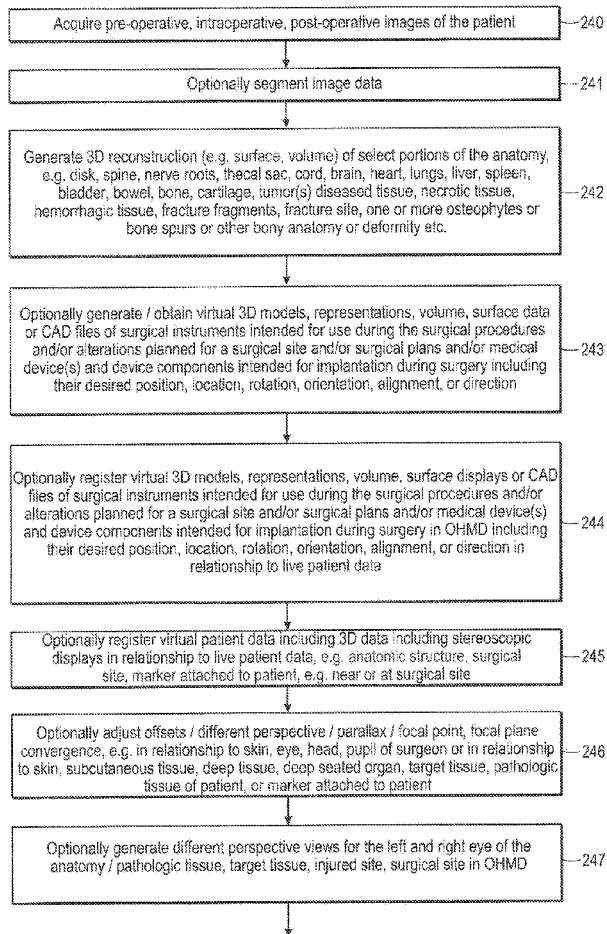 Acquire pre-operative, intraoperative, post-operative images of the patient
240
Optionally segment image data
241
Generate 3D reconstruction (e.g. surface, volume) of select portions of the anatomy,
e.g. disk, spine, nerve roots, thecal sac, cord, brain, heart, lungs, liver, spleen,
bladder, bowel, bone, cartilage, tumor(s) diseased tissue, necrotic tissue,
hemorrhagic tissue, fracture fragments, fracture site, one or more osteophytes or
bone spurs or other bony anatomy or deformity etc.
242
Optionally generate / obtain virtual 3D models, representations, volume, surface data
or CAD files of surgical instruments intended for use during the surgical procedures
and/or alterations planned for a surgical site and/or surgical plans and/or medical
device(s) and device components intended for implantation during surgery including
their desired position, location, rotation, orientation, alignment, or direction
243
Optionally register virtual 3D models, representations, volume, surface displays or CAD
files of surgical instruments intended for use during the surgical procedures and/or
alterations planned for a surgical site and/or surgical plans and/or medical device(s)
and device components intended for implantation during surgery in OHMD including
their desired position, location, rotation, orientation, alignment, or direction in
relationship to live patient data
244
Optionally register virtual patient data including 3D data including stereoscopic
displays in relationship to live patient data, e.g. anatomic structure, surgical
site, marker attached to patient, e.g. near or at surgical site
245
Optionally adjust offsets / different perspective / parallax / focal point, focal plane
convergence, e.g. in relationship to skin, eye, head, pupil of surgeon or in relationship
to skin, subcutaneous tissue, deep tissue, deep seated organ, target tissue, pathologic
tissue of patient, or marker attached to patient
246
Optionally generate different perspective views for the left and right eye of the
anatomy / pathologic tissue, target tissue, injured site, surgical site in OHMD
247